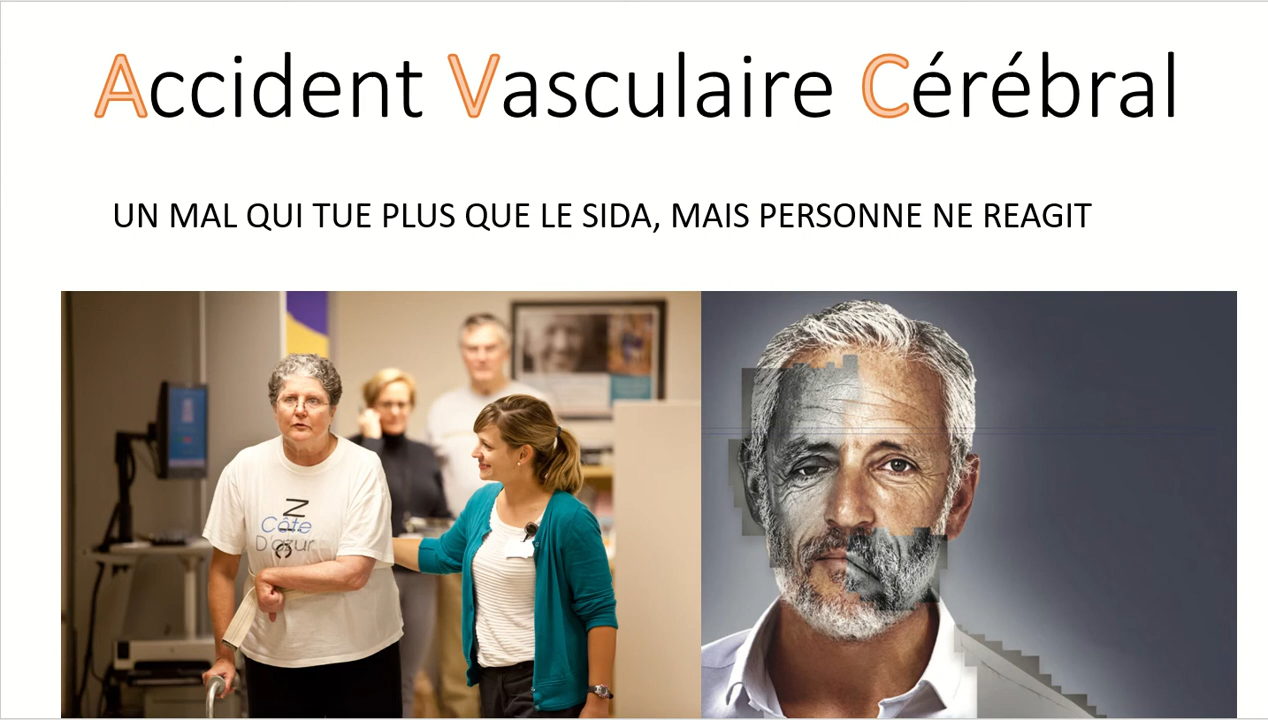 Accident Vasculaire Cérébral
UN MAL QUI TUE PLUS QUE LE SIDA, MAIS PERSONNE NE REAGIT
Côte
D'azur